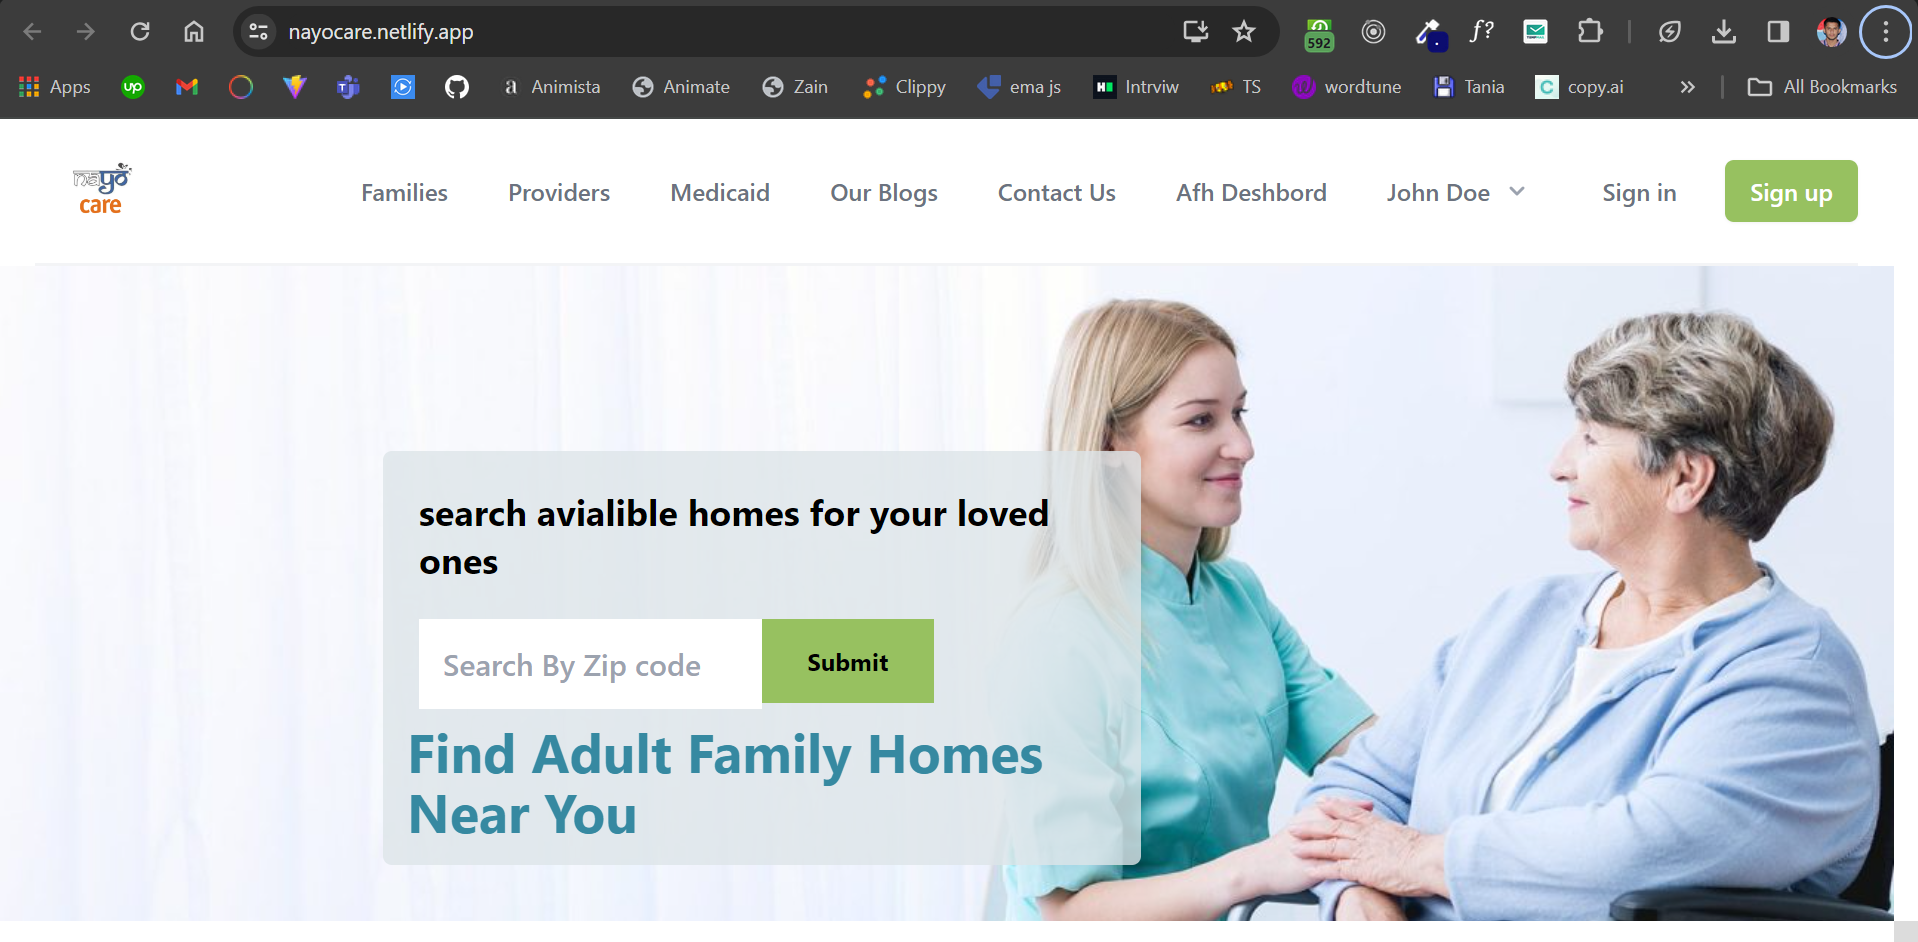 nayocare.netlify.app
592
f?
Apps
up
a Animista
Animate
Zain
Clippy
ema js
Intrviw
TS
wordtune
Tania
C copy.ai
»
All Bookmarks
nayo
care
Families
Providers
Medicaid
Our Blogs
Contact Us
Afh Deshbord
John Doe
Sign in
Sign up
search avialible homes for your loved
ones
Search By Zip code
Submit
Find Adult Family Homes
Near You